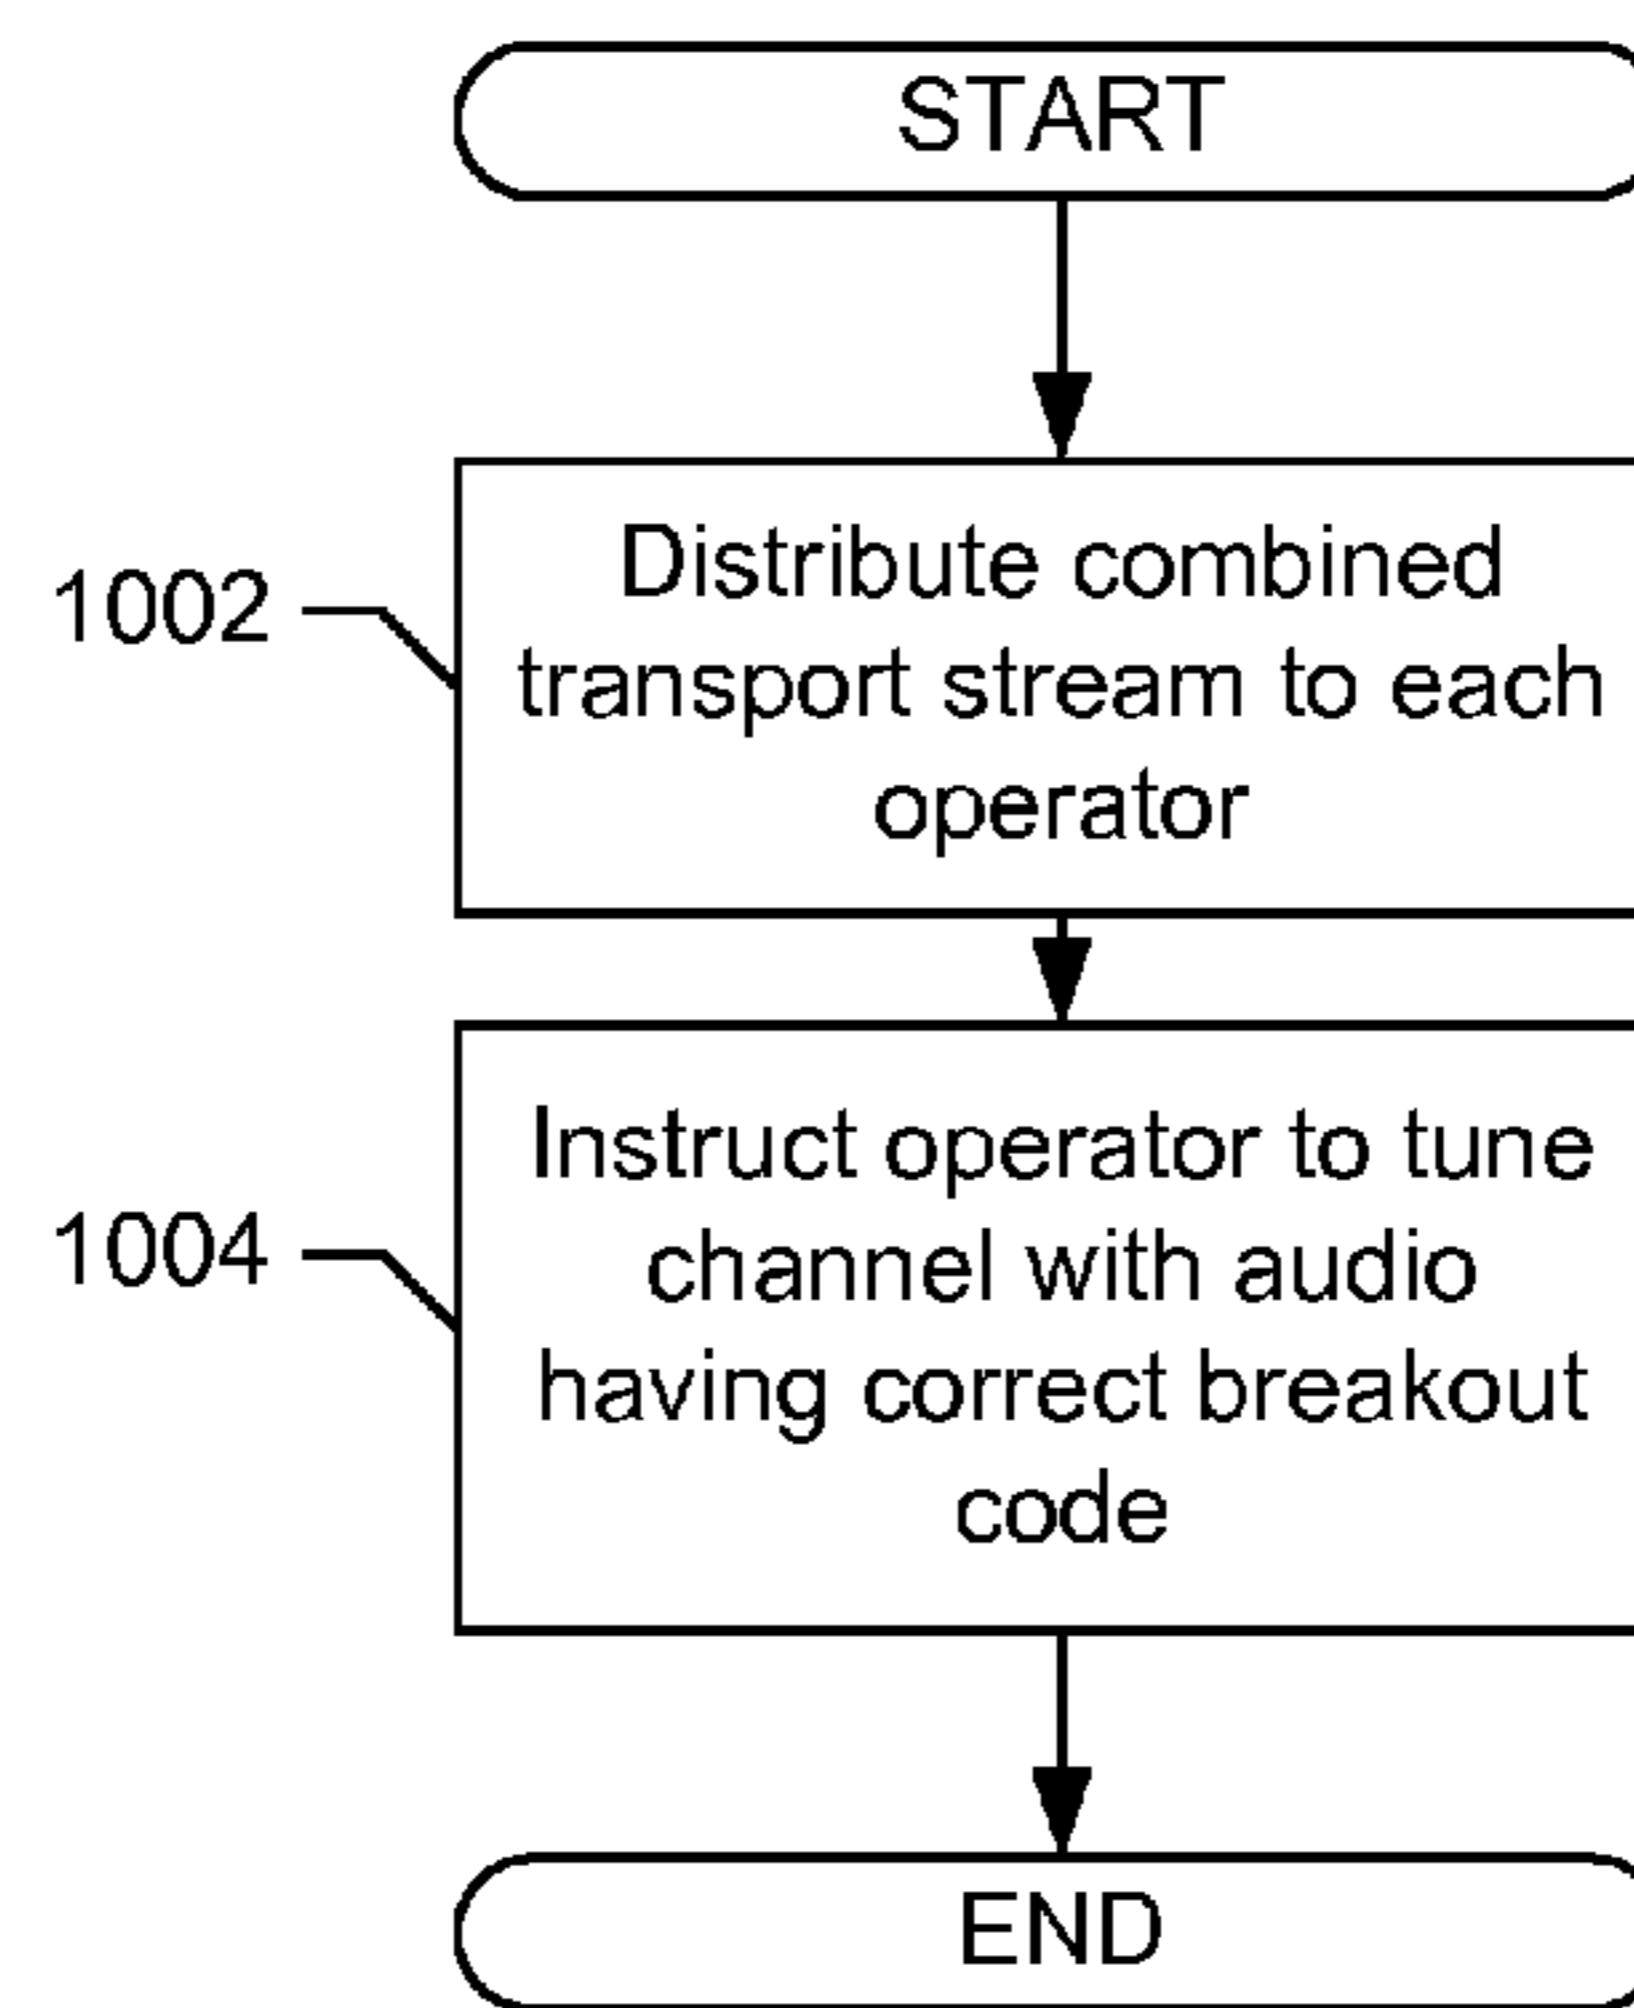 START
1002
Distribute combined
transport stream to each
operator
1004
Instruct operator to tune
channel with audio
having correct breakout
code
END